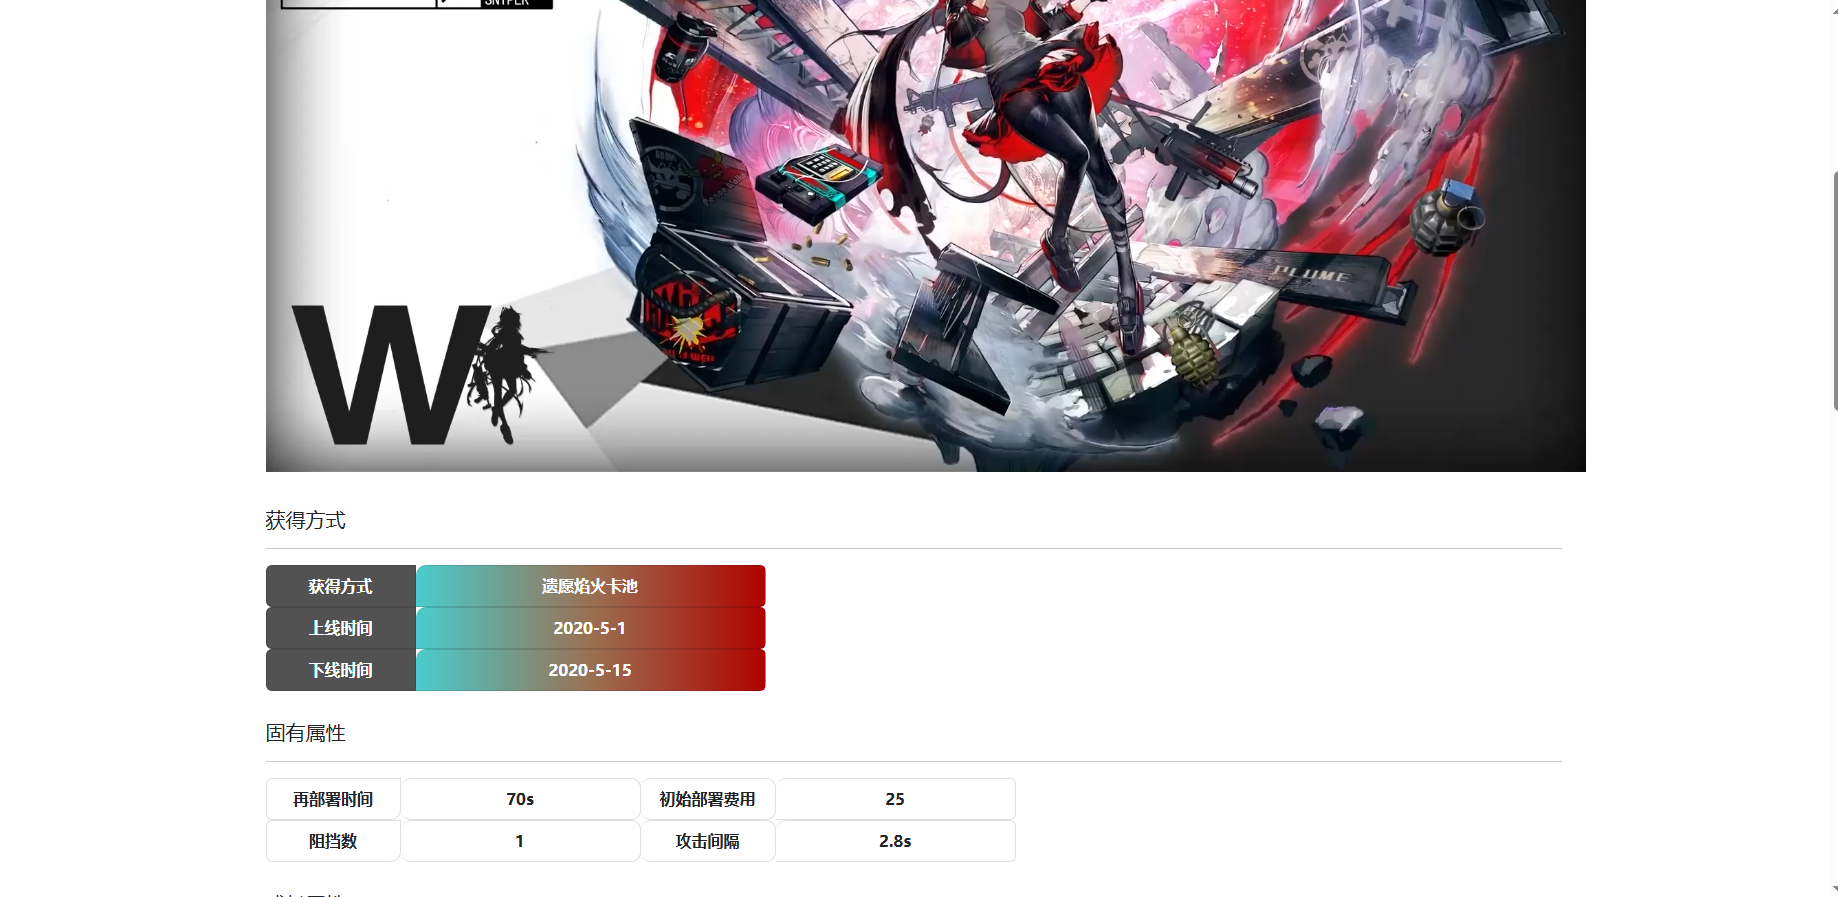 SNIPER
PLUME
W
获得方式
获得方式 遗愿焰火卡池
上线时间 2020-5-1
下线时间 2020-5-15
固有属性
再部署时间 70s 初始部署费用 25
阻挡数 1 攻击间隔 2.8s